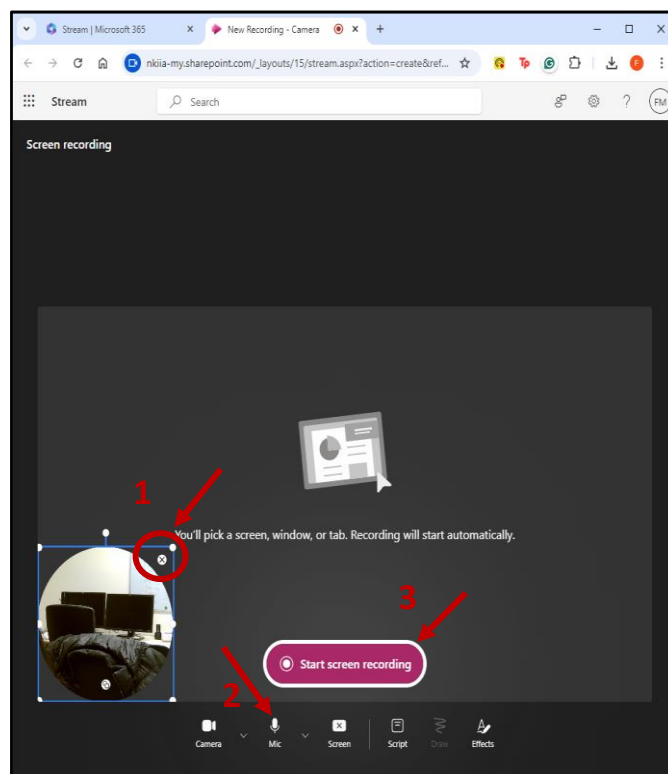 Stream | Microsoft 365
New Recording - Camera
nkiia-my.sharepoint.com/_layouts/15/stream.aspx?action=create&ref...
Tp
E
Stream
Search
?
FM
Screen recording
1
You'll pick a screen, window, or tab. Recording will start automatically.
3
Start screen recording
2
Camera
Mic
Screen
Script
Draw
Effects